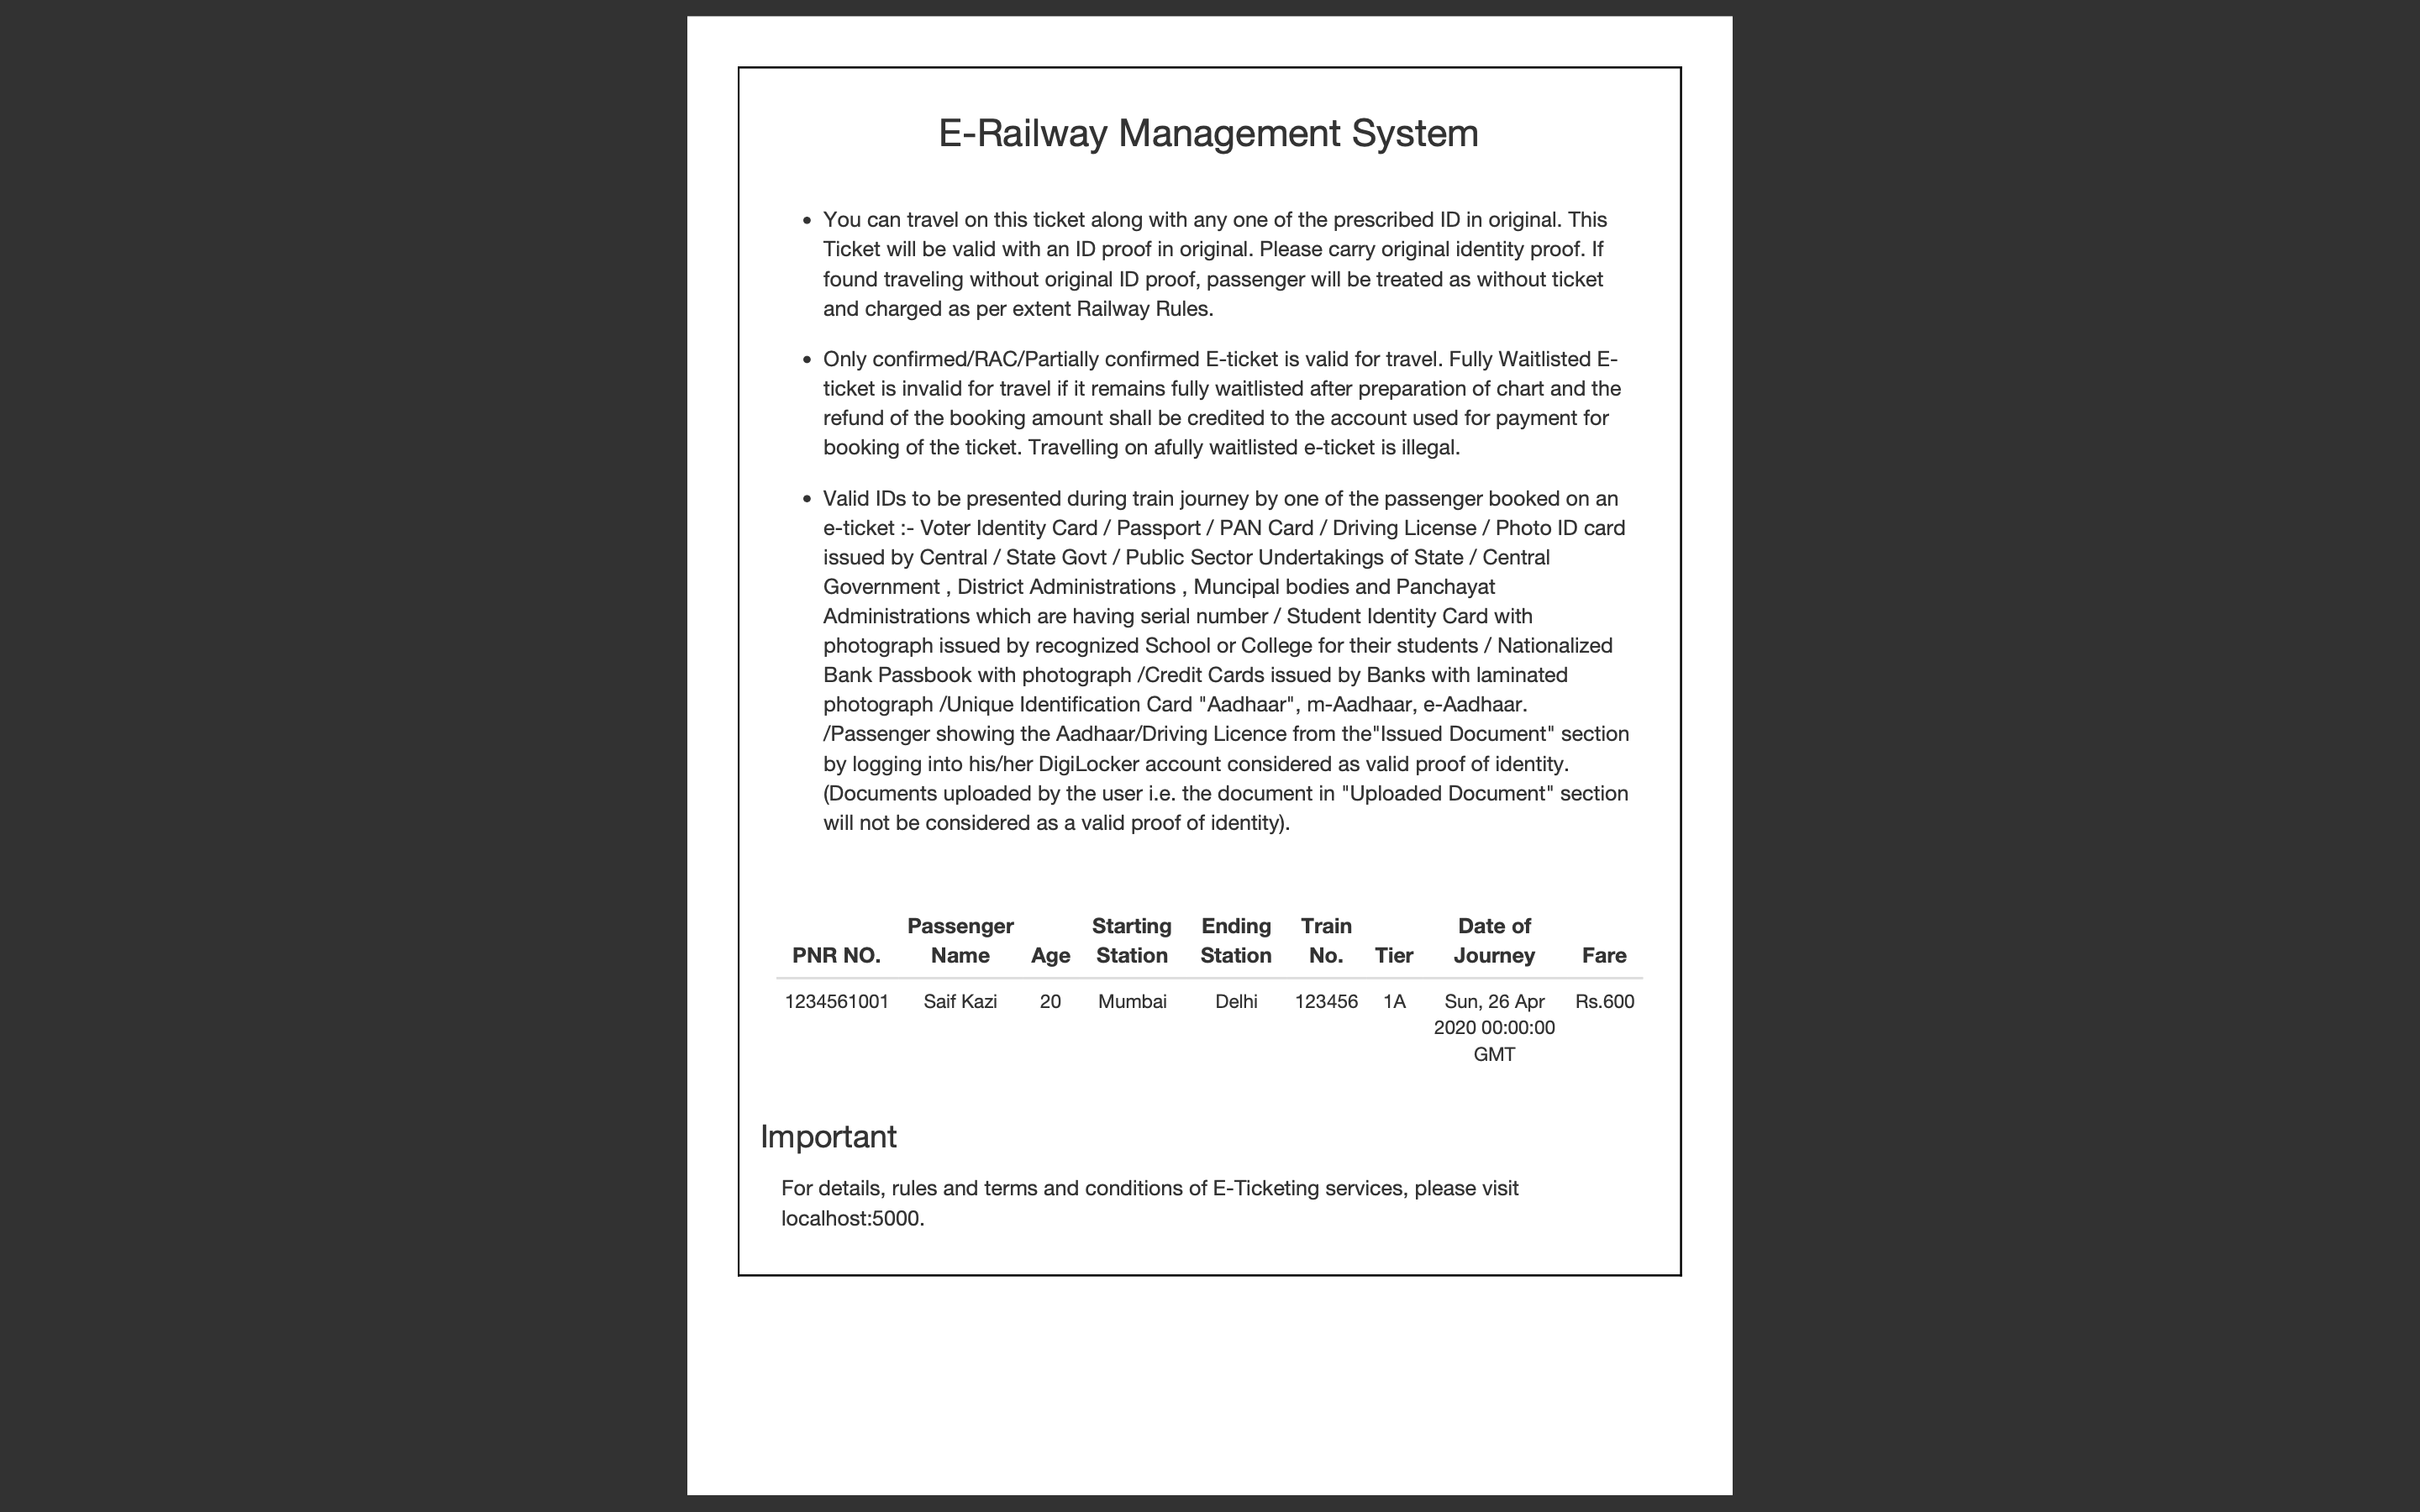 E-Railway Management System
• You can travel on this ticket along with any one of the prescribed ID in original. This
Ticket will be valid with an ID proof in original. Please carry original identity proof. If
found traveling without original ID proof, passenger will be treated as without ticket
and charged as per extent Railway Rules.
• Only confirmed/RAC/Partially confirmed E-ticket is valid for travel. Fully Waitlisted E-
ticket is invalid for travel if it remains fully waitlisted after preparation of chart and the
refund of the booking amount shall be credited to the account used for payment for
booking of the ticket. Travelling on afully waitlisted e-ticket is illegal.
• Valid IDs to be presented during train journey by one of the passenger booked on an
e-ticket :- Voter Identity Card / Passport / PAN Card / Driving License / Photo ID card
issued by Central / State Govt / Public Sector Undertakings of State / Central
Government , District Administrations , Muncipal bodies and Panchayat
Administrations which are having serial number / Student Identity Card with
photograph issued by recognized School or College for their students / Nationalized
Bank Passbook with photograph /Credit Cards issued by Banks with laminated
photograph /Unique Identification Card "Aadhaar", m-Aadhaar, e-Aadhaar.
/Passenger showing the Aadhaar/Driving Licence from the"Issued Document" section
by logging into his/her DigiLocker account considered as valid proof of identity.
(Documents uploaded by the user i.e. the document in "Uploaded Document" section
will not be considered as a valid proof of identity).
Passenger Starting Ending Train Date of
PNR NO. Name Age Station Station No. Tier Journey Fare
1234561001 Saif Kazi 20 Mumbai Delhi 123456 1A Sun, 26 Apr Rs.600
2020 00:00:00
GMT
Important
For details, rules and terms and conditions of E-Ticketing services, please visit
localhost:5000.